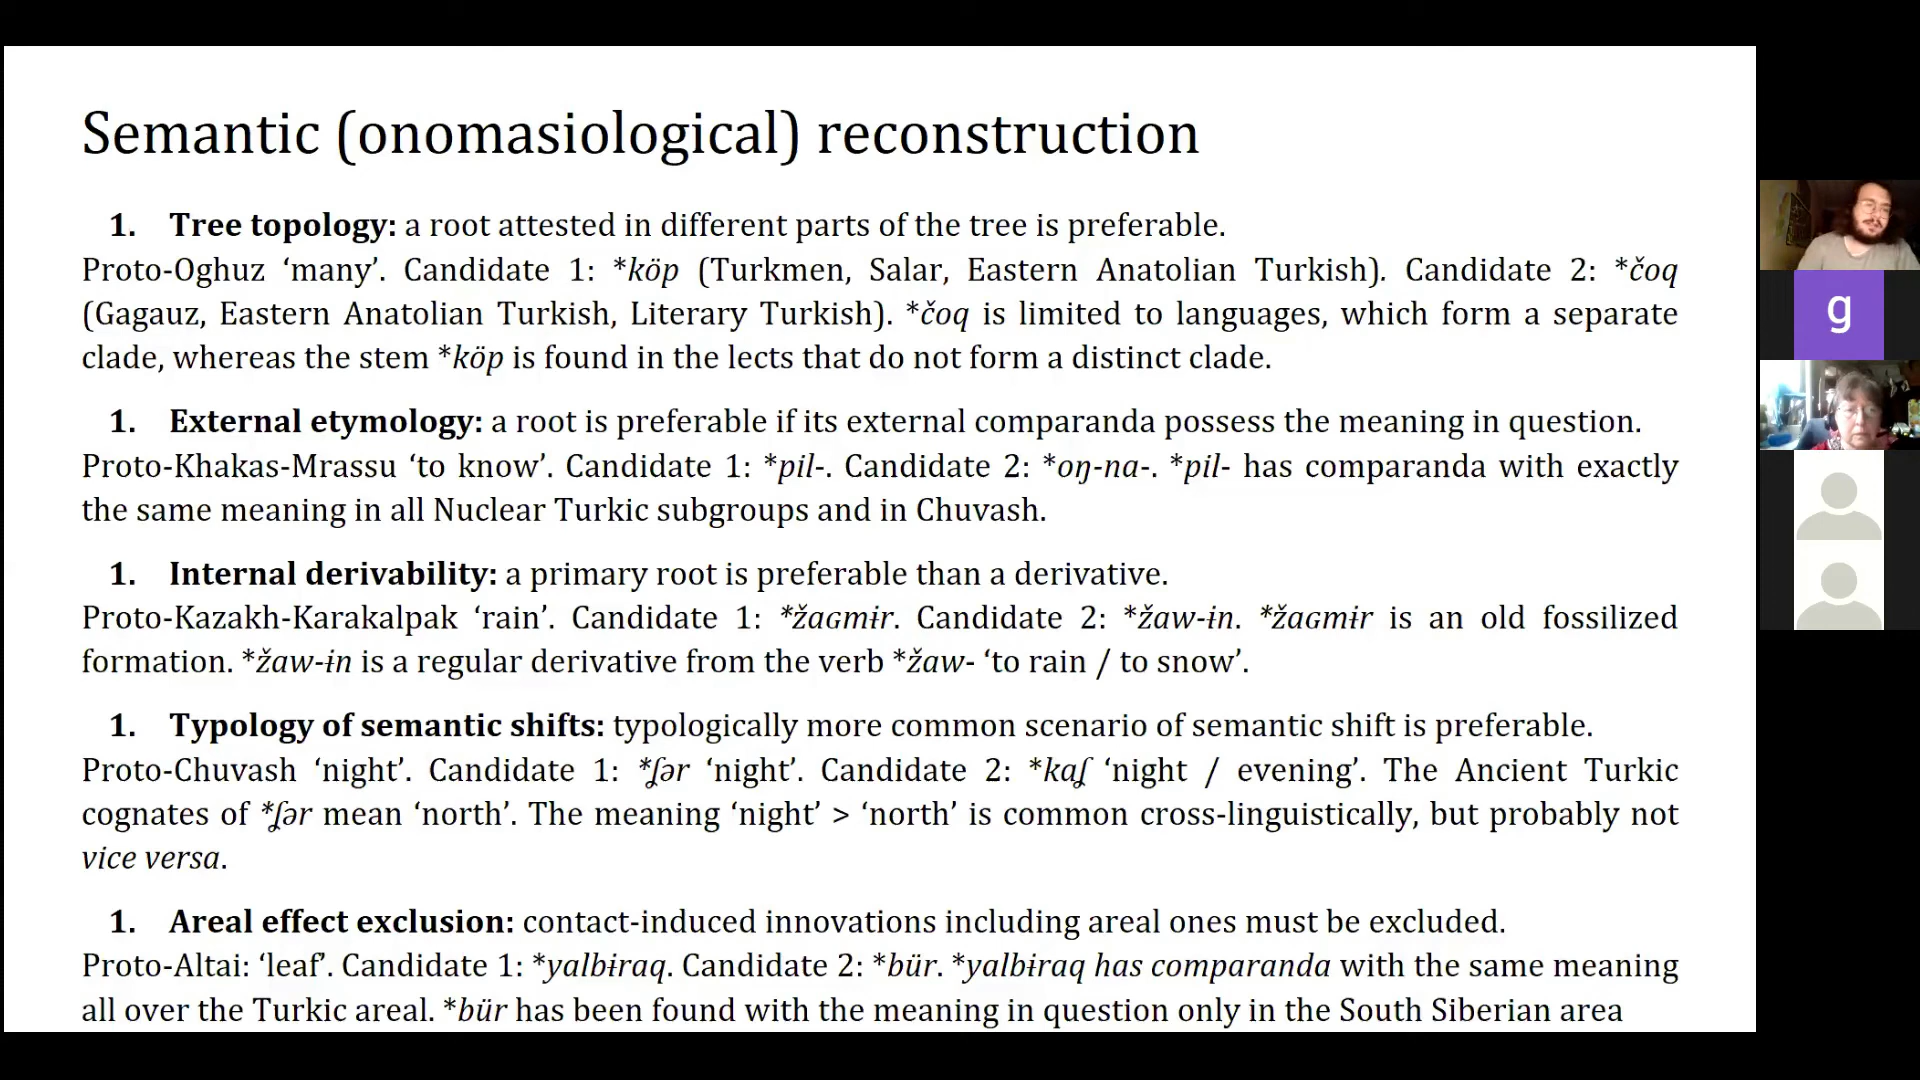 Semantic (onomasiological) reconstruction
1. Tree topology: a root attested in different parts of the tree is preferable.
Proto-Oghuz ‘many’. Candidate 1: *köp (Turkmen, Salar, Eastern Anatolian Turkish). Candidate 2: *čoq
(Gagauz, Eastern Anatolian Turkish, Literary Turkish). *čoq is limited to languages, which form a separate
clade, whereas the stem *köp is found in the lects that do not form a distinct clade.
1. External etymology: a root is preferable if its external comparanda possess the meaning in question.
Proto-Khakas-Mrassu ‘to know’. Candidate 1: *pil-. Candidate 2: *oŋ-na-. *pil- has comparanda with exactly
the same meaning in all Nuclear Turkic subgroups and in Chuvash.
1. Internal derivability: a primary root is preferable than a derivative.
Proto-Kazakh-Karakalpak ‘rain’. Candidate 1: *žaɢmɨr. Candidate 2: *žaw-ɨn. *žaɢmɨr is an old fossilized
formation. *žaw-ɨn is a regular derivative from the verb *žaw- ‘to rain / to snow’.
1. Typology of semantic shifts: typologically more common scenario of semantic shift is preferable.
Proto-Chuvash ‘night’. Candidate 1: *ʆər ‘night’. Candidate 2: *kaʆ ‘night / evening’. The Ancient Turkic
cognates of *ʆər mean ‘north’. The meaning ‘night’ > ‘north’ is common cross-linguistically, but probably not
vice versa.
1. Areal effect exclusion: contact-induced innovations including areal ones must be excluded.
Proto-Altai: ‘leaf’. Candidate 1: *yalbɨraq. Candidate 2: *bür. *yalbɨraq has comparanda with the same meaning
all over the Turkic areal. *bür has been found with the meaning in question only in the South Siberian area
g